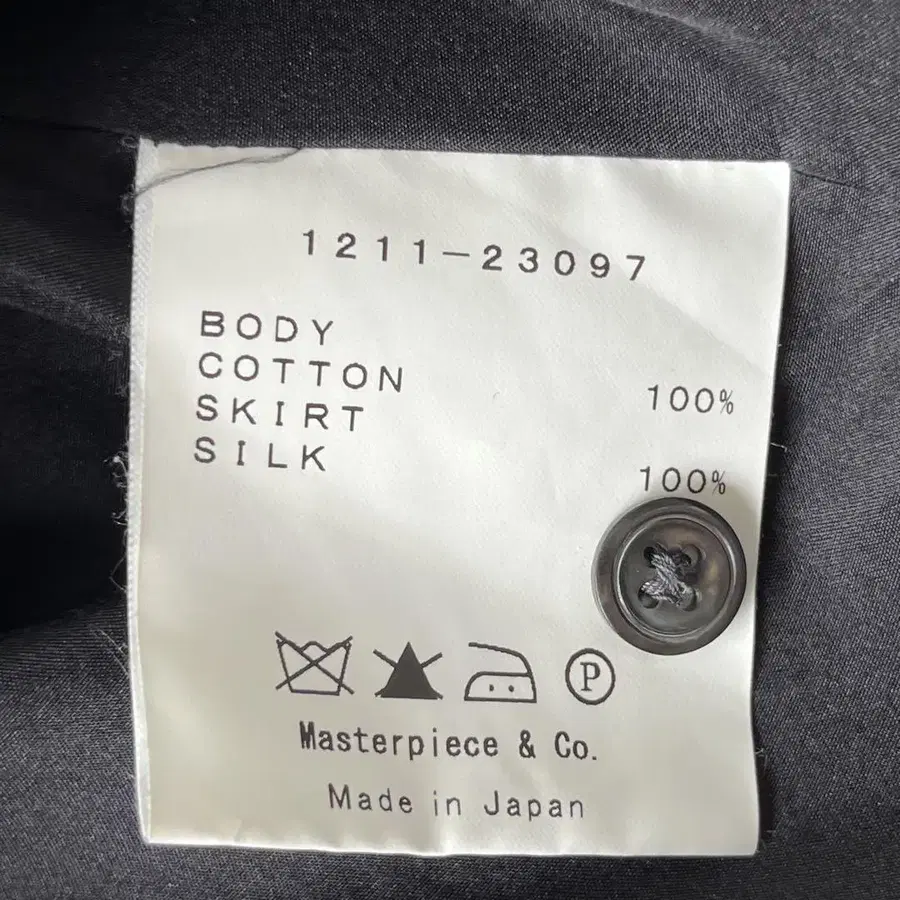 1211-23097
BODY
COTTON 100%
SKIRT
SILK 100%
P
Masterpiece & Co.
Made in Japan